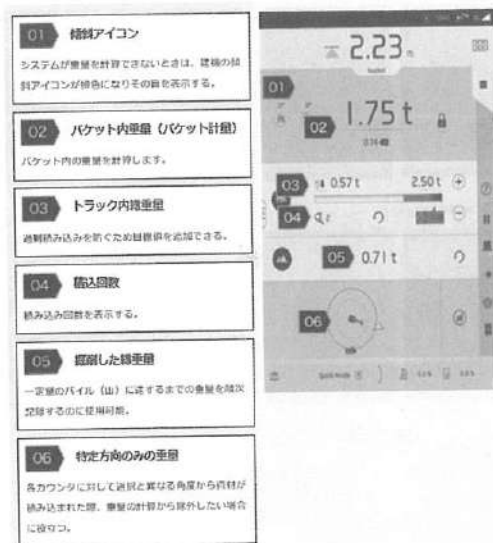 01 傾斜アイコン
システムが重量を計算できないときは、建機の傾
斜アイコンが橙色になりその旨を表示する。
02 バケット内重量（バケット計量）
バケット内の重量を計算します。
03 トラック内総重量
過剰積み込みを防ぐため目標値を追加できる。
04 積込回数
積み込み回数を表示する。
05 掘削した総重量
一定量のパイル（山）に達するまでの重量を順次
記録するのに使用可能。
06 特定方向のみの重量
各カウンタに対して選択と異なる角度から資材が
積み込まれた際、重量の計算から除外したい場合
に役立つ。
2.23
01
02 1.75 t
03 0.57 t 2.50 t
04 2
05 0.71 t
06
Quick Mode